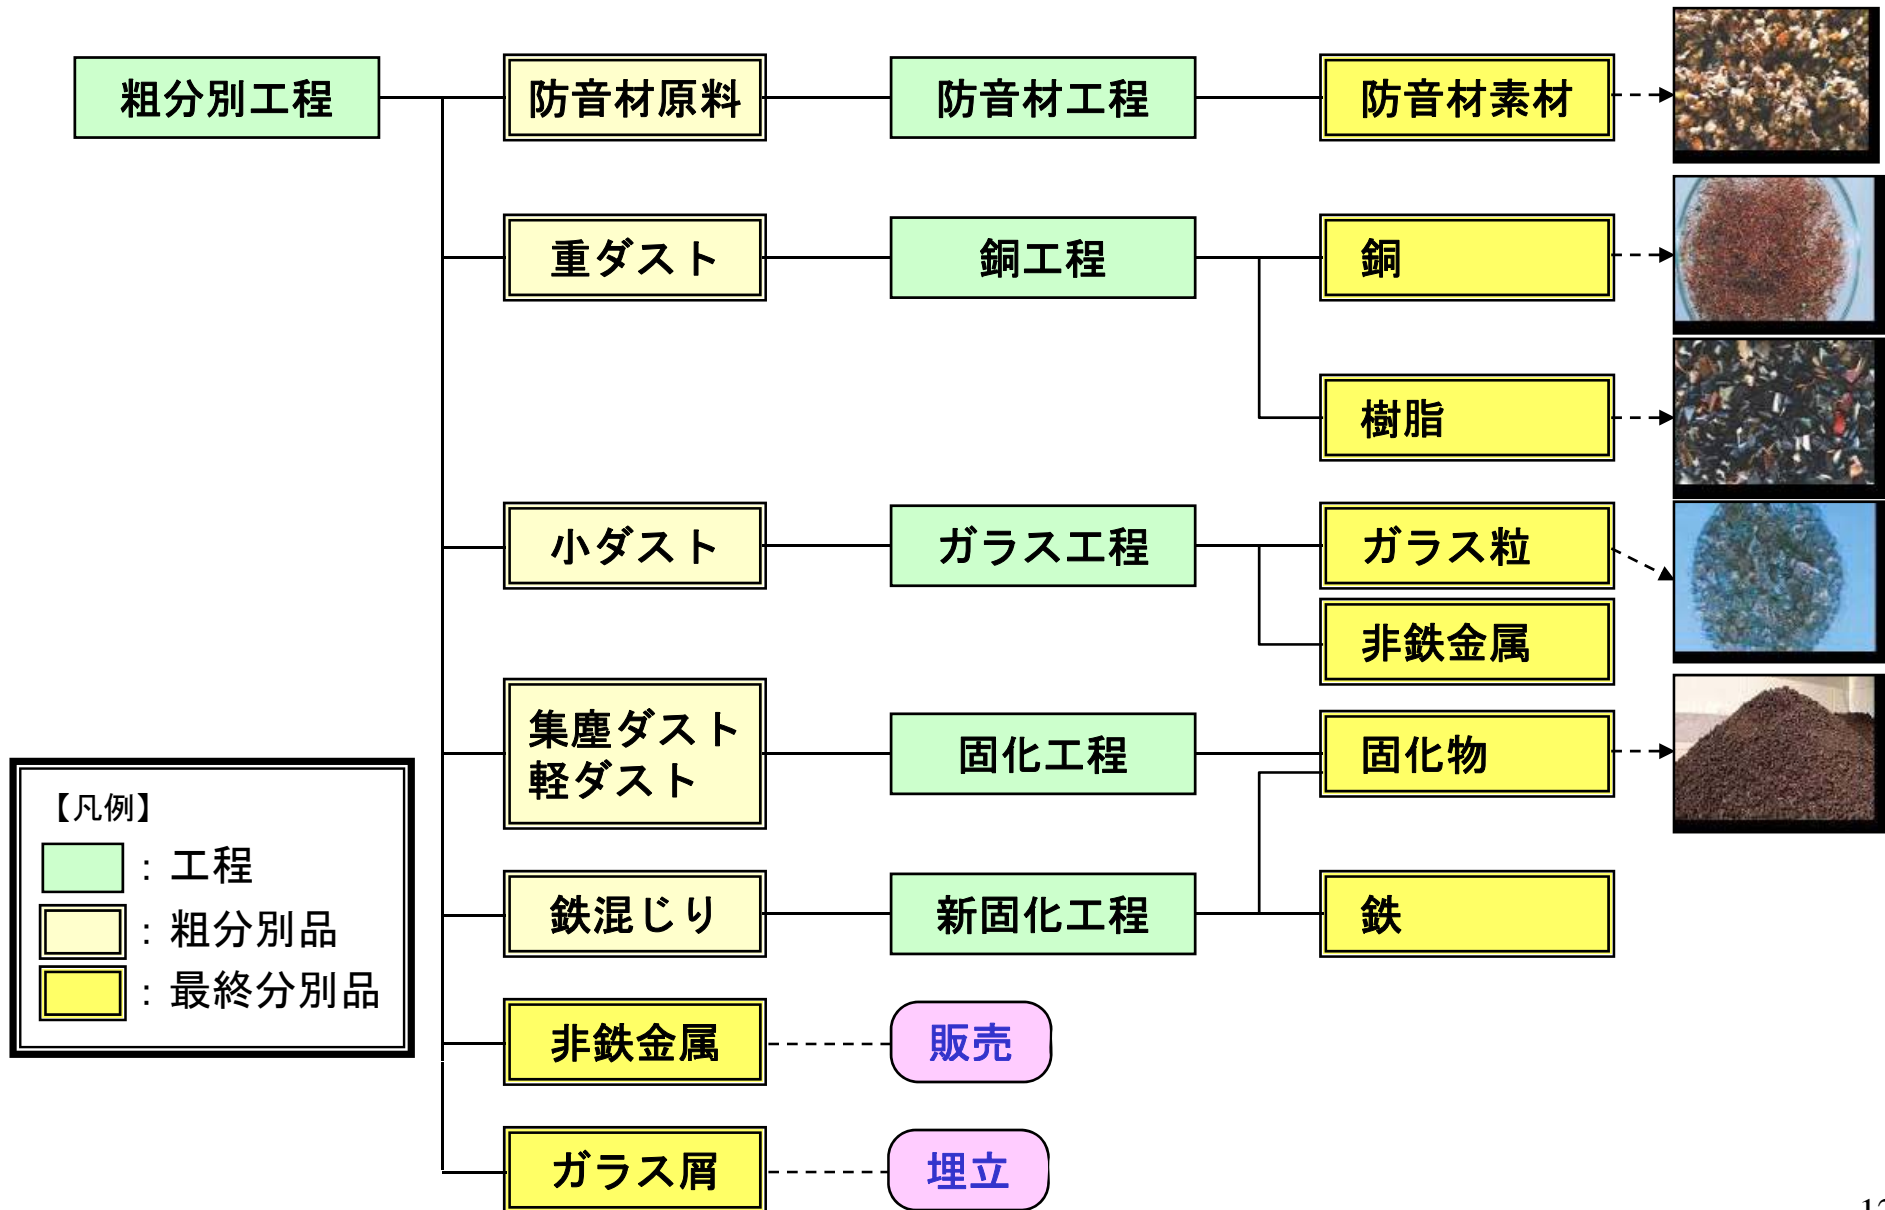 粗分別工程
防音材原料
防音材工程
防音材素材
重ダスト
銅工程
銅
樹脂
小ダスト
ガラス工程
ガラス粒
非鉄金属
集塵ダスト
軽ダスト
固化工程
固化物
鉄混じり
新固化工程
鉄
非鉄金属
販売
ガラス屑
埋立
【凡例】
：工程
：粗分別品
：最終分別品